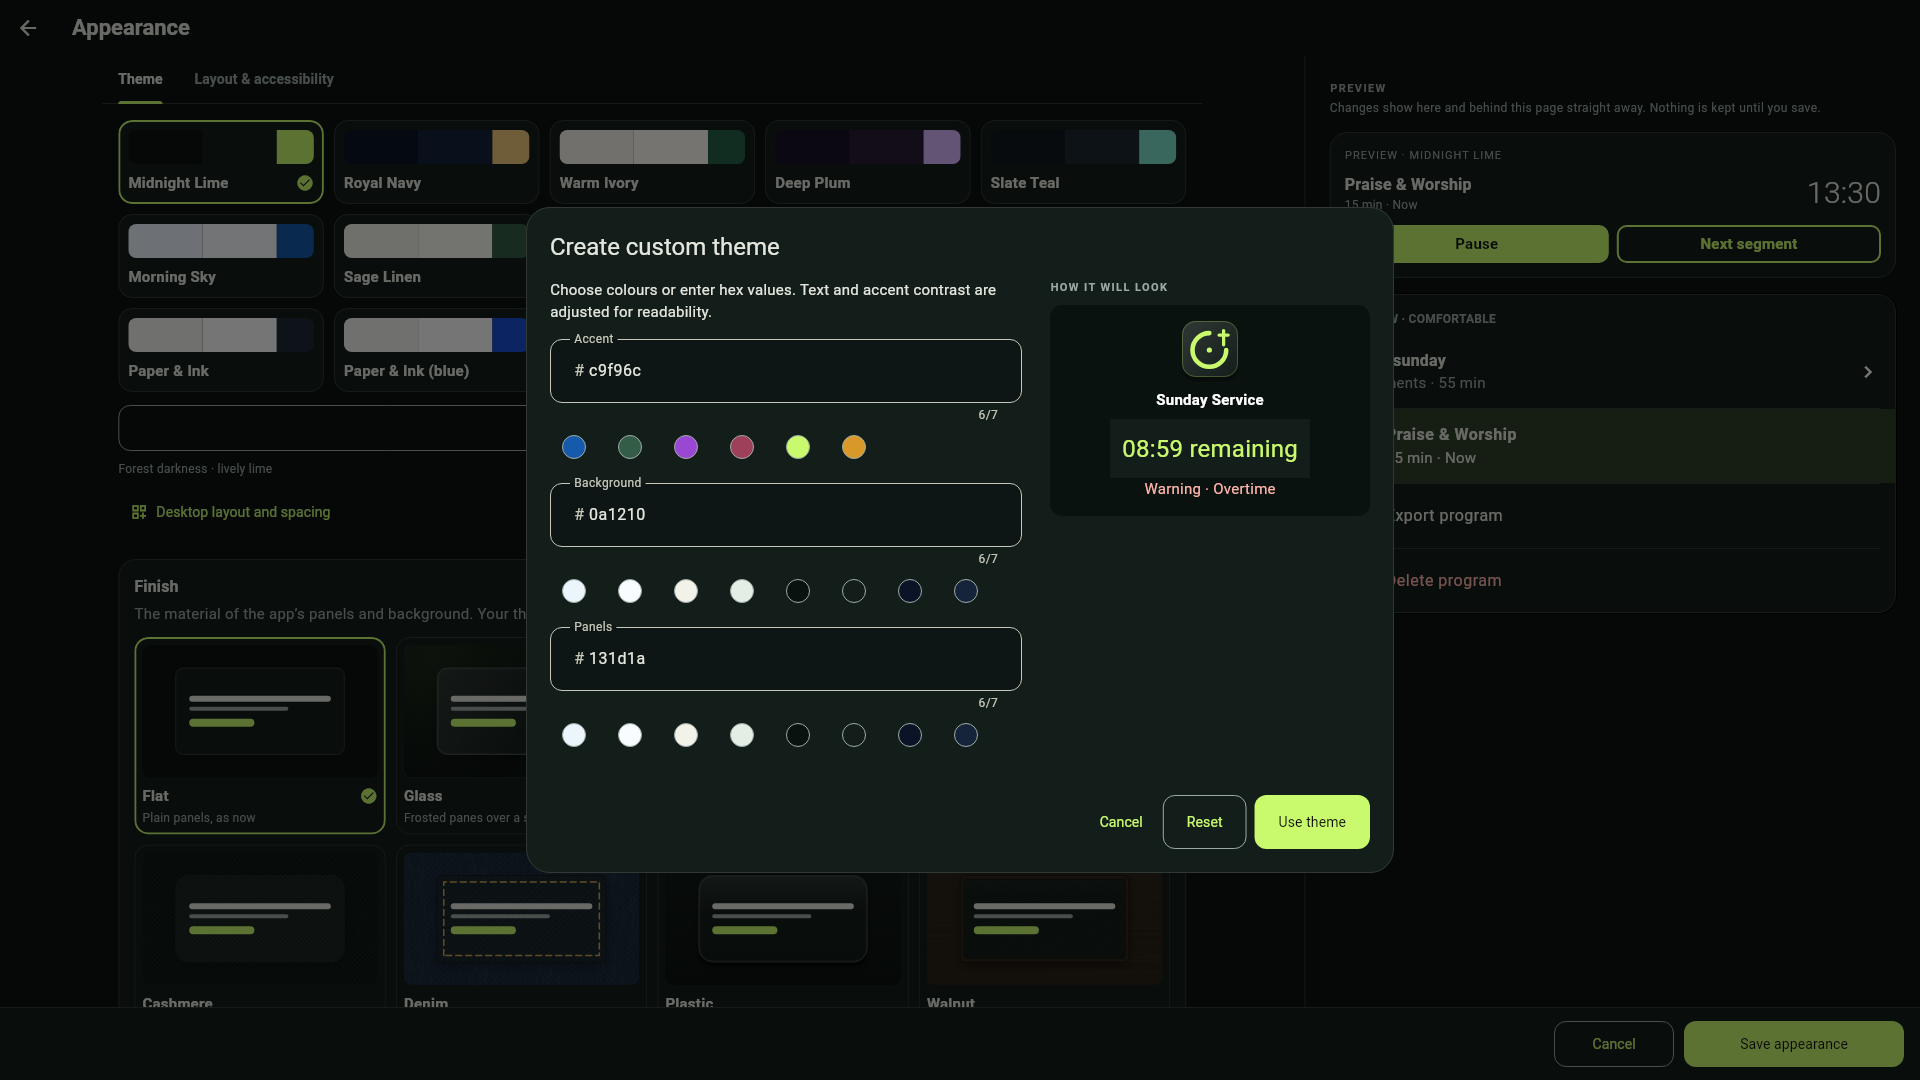 Appearance
Theme
Layout & accessibility
Midnight Lime
Royal Navy
Warm Ivory
Deep Plum
Slate Teal
Morning Sky
Sage Linen
Paper & Ink
Paper & Ink (blue)
Forest darkness · lively lime
Desktop layout and spacing
Finish
The material of the app's panels and background. Your th
Flat
Plain panels, as now
Glass
Frosted panes over a s
Cashmere
Denim
Plastic
Walnut
Create custom theme
Choose colours or enter hex values. Text and accent contrast are
adjusted for readability.
Accent
# c9f96c
6/7
Background
# 0a1210
6/7
Panels
# 131d1a
6/7
HOW IT WILL LOOK
Sunday Service
08:59 remaining
Warning · Overtime
Cancel
Reset
Use theme
PREVIEW
Changes show here and behind this page straight away. Nothing is kept until you save.
PREVIEW · MIDNIGHT LIME
Praise & Worship
13:30
15 min · Now
Pause
Next segment
· COMFORTABLE
sunday
ents · 55 min
Praise & Worship
5 min · Now
Export program
Delete program
Cancel
Save appearance